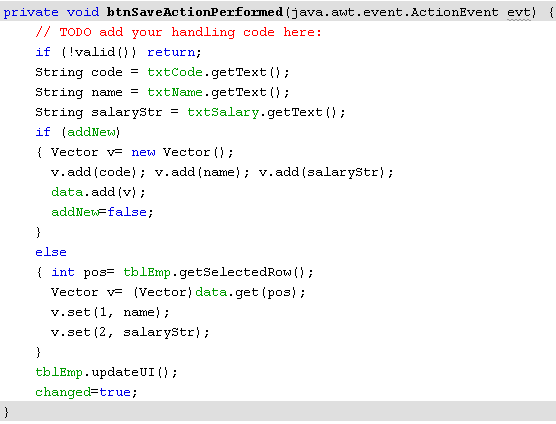 private void btnSaveActionPerformed(java.awt.event.ActionEvent evt) {
// TODO add your handling code here:
if (!valid()) return;
String code = txtCode.getText();
String name = txtName.getText();
String salaryStr = txtSalary.getText();
if (addNew)
{ Vector v= new Vector();
v.add(code); v.add(name); v.add(salaryStr);
data.add(v);
addNew=false;
}
else
{ int pos= tblEmp.getSelectedRow();
Vector v= (Vector)data.get(pos);
v.set(1, name);
v.set(2, salaryStr);
}
tblEmp.updateUI();
changed=true;
}